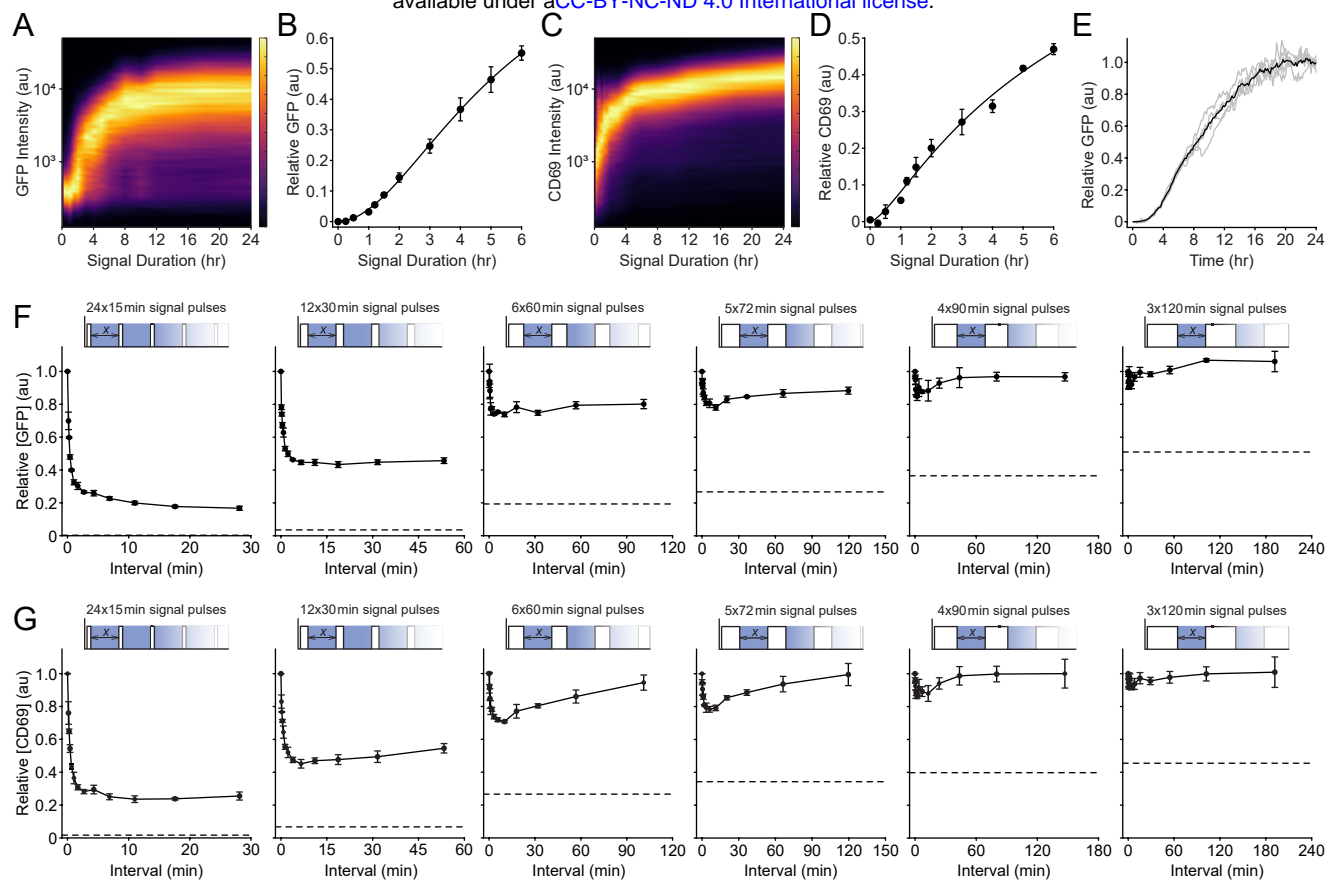 available under aCC-BY-NC-ND 4.0 International license.
A
B
C
D
E
GFP Intensity (au)
10⁴
10³
0 4 8 12 16 20 24
Signal Duration (hr)
Relative GFP (au)
0.6
0.5
0.4
0.3
0.2
0.1
0
0 1 2 3 4 5 6
Signal Duration (hr)
CD69 Intensity (au)
10⁴
10³
0 4 8 12 16 20 24
Signal Duration (hr)
Relative CD69 (au)
0.5
0.4
0.3
0.2
0.1
0
0 1 2 3 4 5 6
Signal Duration (hr)
Relative GFP (au)
1.0
0.8
0.6
0.4
0.2
0
0 4 8 12 16 20 24
Time (hr)
F
24x15min signal pulses
12x30min signal pulses
6x60min signal pulses
5x72min signal pulses
4x90min signal pulses
3x120min signal pulses
x x x x x x
Relative [GFP] (au)
1.0
0.8
0.6
0.4
0.2
0
0 10 20 30
0 15 30 45 60
0 30 60 90 120
0 30 60 90 120 150
0 60 120 180
0 60 120 180 240
Interval (min)
Interval (min)
Interval (min)
Interval (min)
Interval (min)
Interval (min)
G
24x15min signal pulses
12x30min signal pulses
6x60min signal pulses
5x72min signal pulses
4x90min signal pulses
3x120min signal pulses
x x x x x x
Relative [CD69] (au)
1.0
0.8
0.6
0.4
0.2
0
0 10 20 30
0 15 30 45 60
0 30 60 90 120
0 30 60 90 120 150
0 60 120 180
0 60 120 180 240
Interval (min)
Interval (min)
Interval (min)
Interval (min)
Interval (min)
Interval (min)